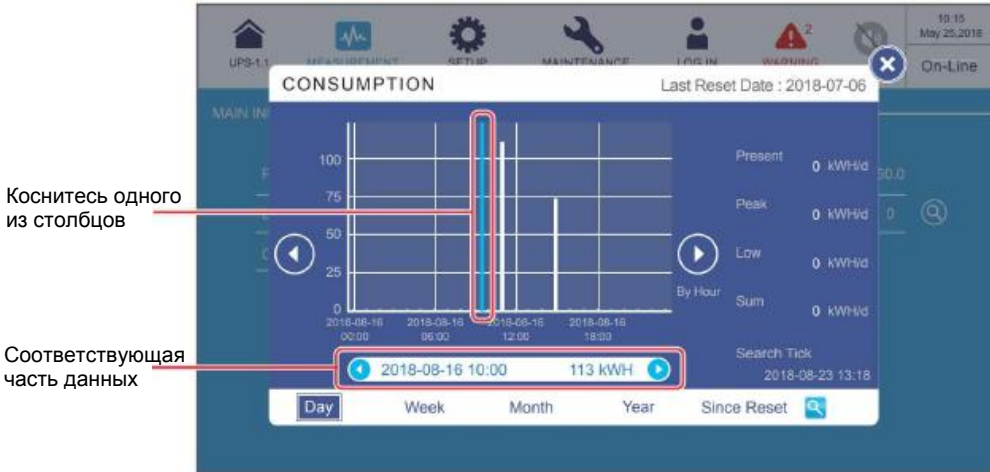 10:15
May 25,2018
2
UPS-1.1
MEASUREMENT
SETUP
MAINTENANCE
LOG IN
WARNING
On-Line
CONSUMPTION
Last Reset Date : 2018-07-06
MAIN IN
100
75
50
25
0
2018-08-16
00:00
2018-08-16
06:00
2018-08-16
12:00
2018-08-16
18:00
By Hour
Present
0 kWH/d
Peak
0 kWH/d
Low
0 kWH/d
Sum
0 kWH/d
Search Tick
2018-08-23 13:18
0
Коснитесь одного
из столбцов
Соответствующая
часть данных
2018-08-16 10:00 113 kWH
Day Week Month Year Since Reset